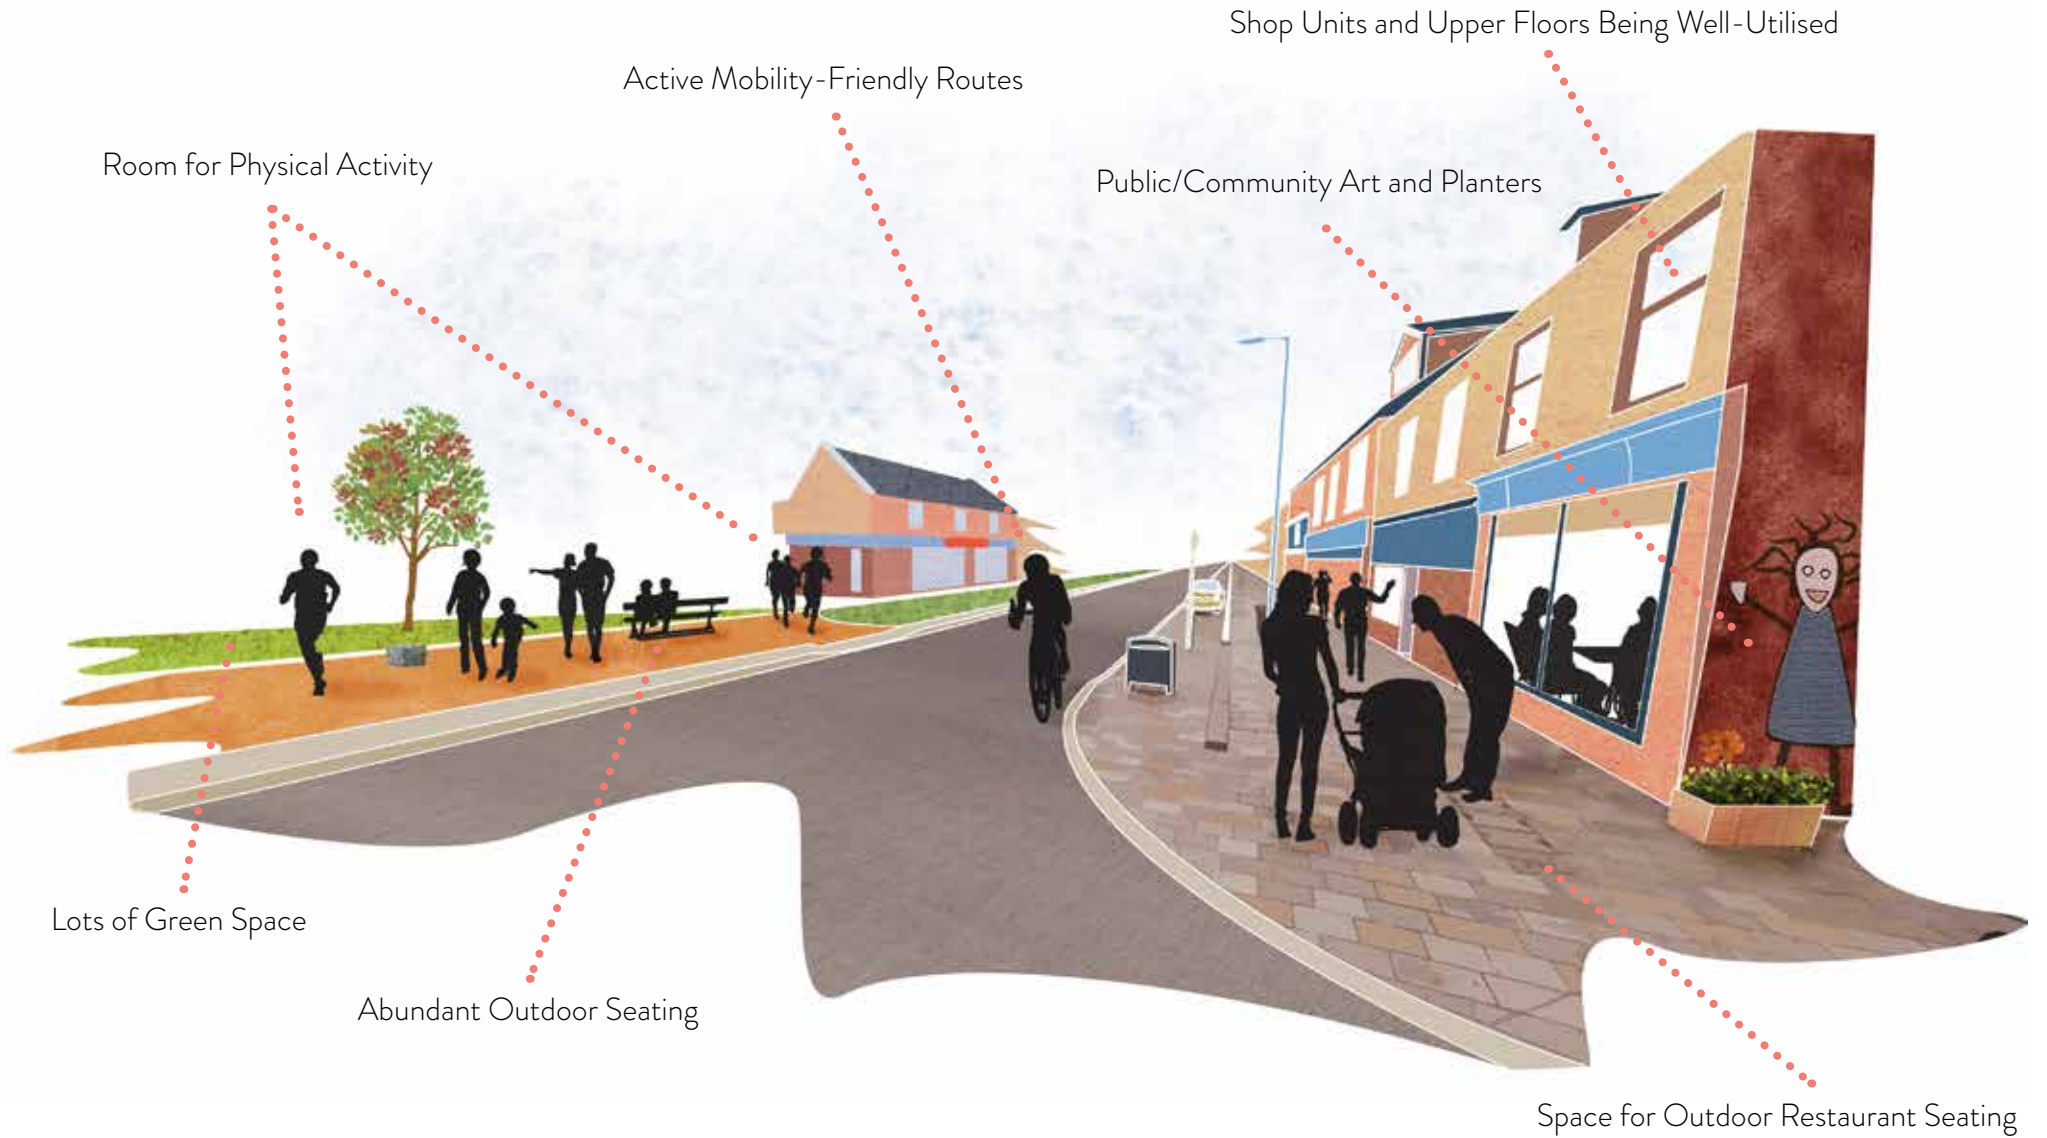 Shop Units and Upper Floors Being Well-Utilised
Active Mobility-Friendly Routes
Room for Physical Activity
Public/Community Art and Planters
Lots of Green Space
Abundant Outdoor Seating
Space for Outdoor Restaurant Seating